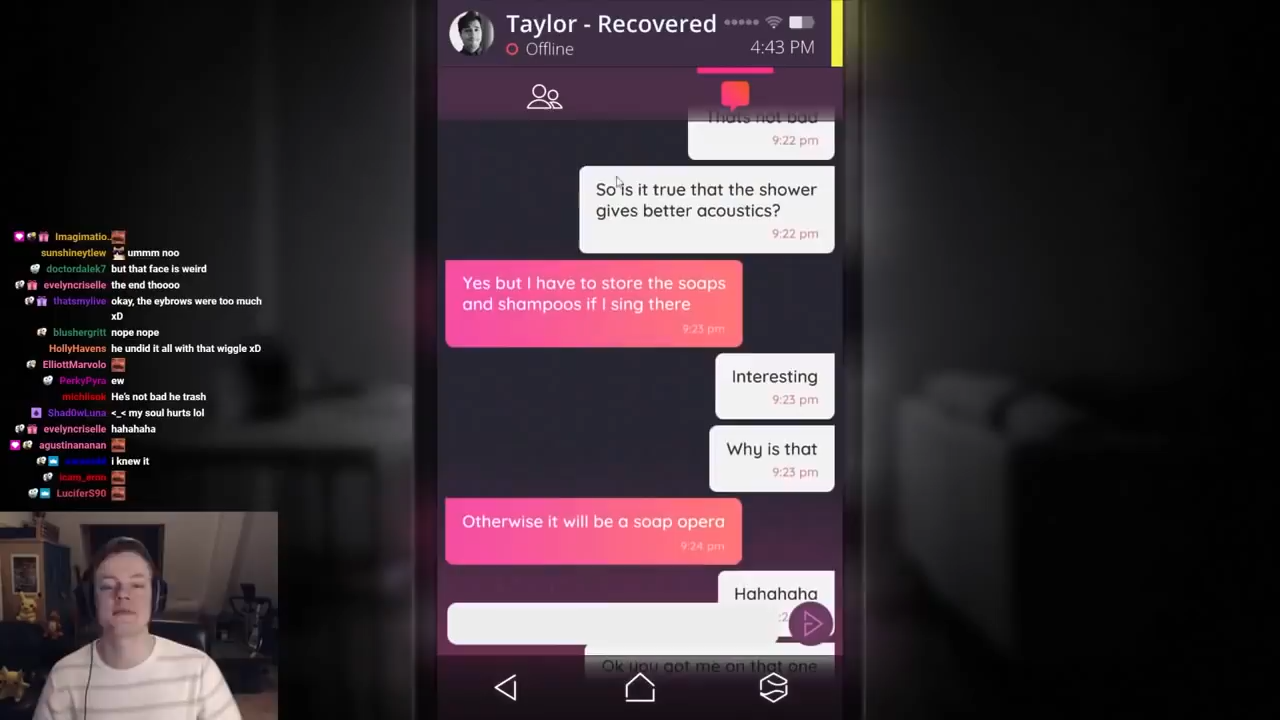 Taylor - Recovered
Offline
4:43 PM
Thats not bad
9:22 pm
So is it true that the shower
gives better acoustics?
9:22 pm
Yes but I have to store the soaps
and shampoos if I sing there
9:23 pm
Interesting
9:23 pm
Why is that
9:23 pm
Otherwise it will be a soap opera
9:24 pm
Hahahaha
Ok you got me on that one
Imaginatio..
sunshineytlew ummm noo
doctordalek7 but that face is weird
evelyncriselle the end thoooo
thatsmylive okay, the eybrows were too much
xD
blushergritt nope nope
HollyHavens he undid it all with that wiggle xD
ElliottMarvolo
PerkyPyra ew
michiisok He's not bad he trash
Shad0wLuna <_< my soul hurts lol
evelyncriselle hahahaha
agustinananan
i knew it
icam_erm
LuciferS90